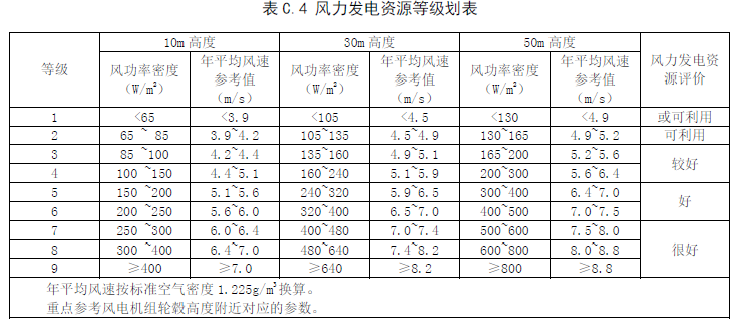 表 C.4 风力发电资源等级划表
等级 10m 高度 30m 高度 50m 高度 风力发电资源评价
风功率密度 (W/m²) 年平均风速参考值 (m/s) 风功率密度 (W/m²) 年平均风速参考值 (m/s) 风功率密度 (W/m²) 年平均风速参考值 (m/s)
1 <65 <3.9 <105 <4.5 <130 <4.9 或可利用
2 65 ~ 85 3.9~4.2 105~135 4.5~4.9 130~165 4.9~5.2 可利用
3 85 ~100 4.2~4.4 135~160 4.9~5.1 165~200 5.2~5.6 较好
4 100 ~150 4.4~5.1 160~240 5.1~5.9 200~300 5.6~6.4
5 150 ~200 5.1~5.6 240~320 5.9~6.5 300~400 6.4~7.0 好
6 200 ~250 5.6~6.0 320~400 6.5~7.0 400~500 7.0~7.5
7 250 ~300 6.0~6.4 400~480 7.0~7.4 500~600 7.5~8.0 很好
8 300 ~400 6.4~7.0 480~640 7.4~8.2 600~800 8.0~8.8
9 ≥400 ≥7.0 ≥640 ≥8.2 ≥800 ≥8.8
年平均风速按标准空气密度 1.225g/m³换算。
重点参考风电机组轮毂高度附近对应的参数。